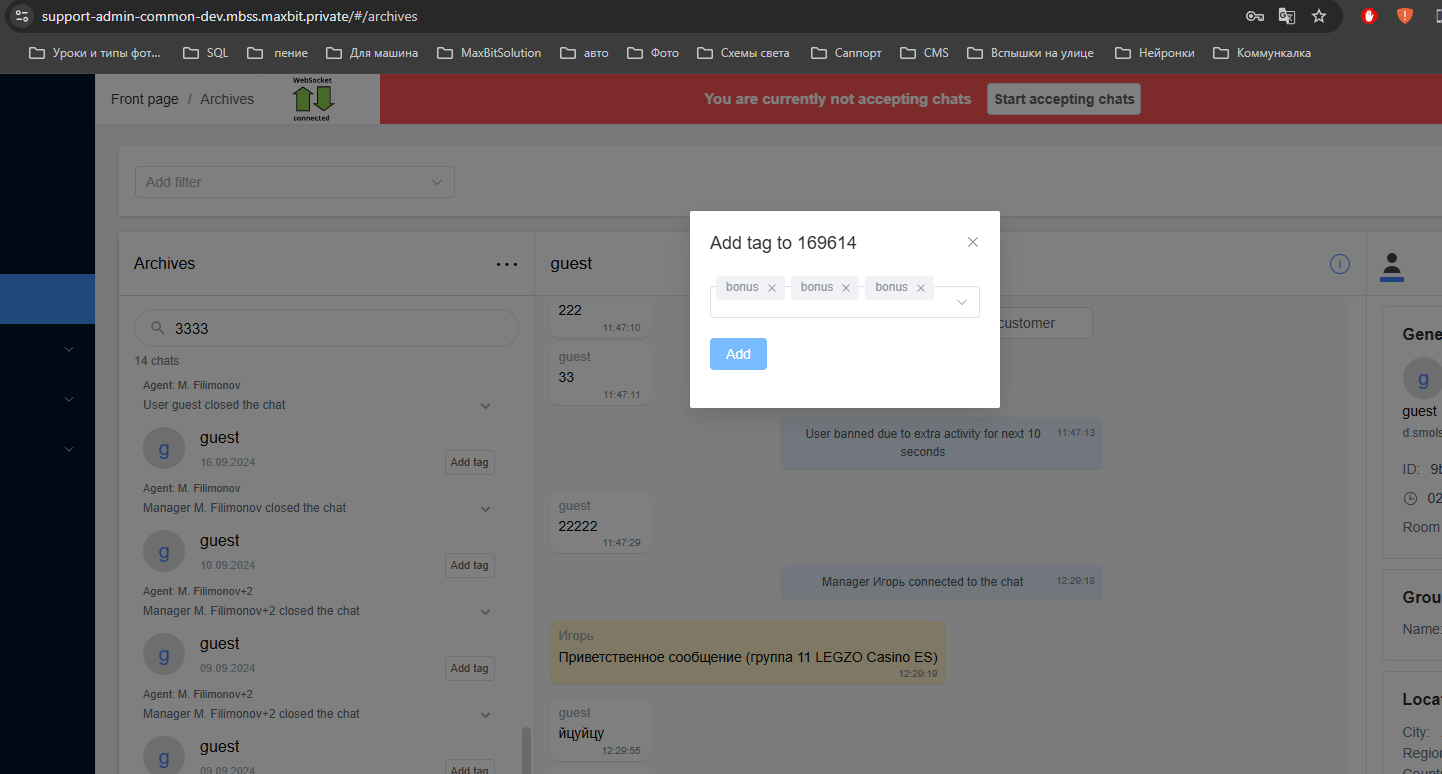 support-admin-common-dev.mbss.maxbit.private/#/archives
Уроки и типы фот... SQL пение Для машина MaxBitSolution авто Фото Схемы света Саппорт CMS Вспышки на улице Нейронки Коммункалка
Front page / Archives
WebSocket
connected
You are currently not accepting chats
Start accepting chats
Add filter
Archives
3333
14 chats
Agent: M. Filimonov
User guest closed the chat
g
guest
16.09.2024
Add tag
Agent: M. Filimonov
Manager M. Filimonov closed the chat
g
guest
10.09.2024
Add tag
Agent: M. Filimonov+2
Manager M. Filimonov+2 closed the chat
g
guest
09.09.2024
Add tag
Agent: M. Filimonov+2
Manager M. Filimonov+2 closed the chat
g
guest
09.09.2024
Add tag
guest
222
11:47:10
guest
33
11:47:11
User banned due to extra activity for next 10
seconds
11:47:13
guest
22222
11:47:29
Manager Игорь connected to the chat
12:29:18
Игорь
Приветственное сообщение (группа 11 LEGZO Casino ES)
12:29:19
guest
йцуйцу
12:29:55
customer
Add tag to 169614
bonus bonus bonus
Add
Gene
g
guest
d.smols
ID: 9b
02
Room
Grou
Name:
Locat
City:
Region